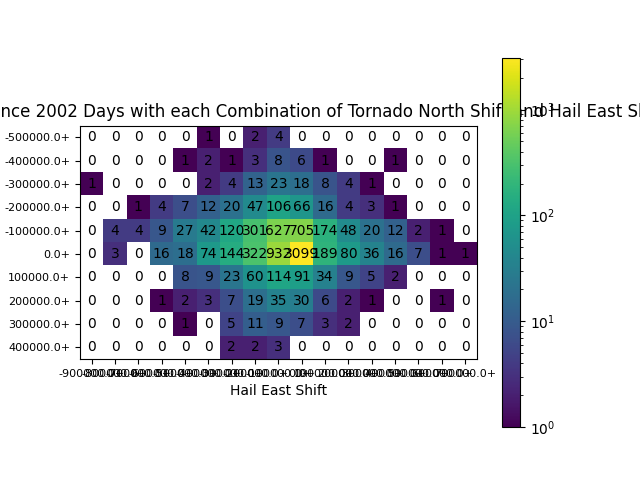 nce 2002 Days with each Combination of Tornado North Shif nd Hail East S
-500000.0+ 0 0 0 0 0 1 0 2 4 0 0 0 0 0 0 0 0
-400000.0+ 0 0 0 0 1 2 1 3 8 6 1 0 0 1 0 0 0
-300000.0+ 1 0 0 0 0 2 4 13 23 18 8 4 1 0 0 0 0
-200000.0+ 0 0 1 4 7 12 20 47 106 66 16 4 3 1 0 0 0
-100000.0+ 0 4 4 9 27 42 120 301 627 705 174 48 20 12 2 1 0
0.0+ 0 3 0 16 18 74 144 322 932 3099 189 80 36 16 7 1 1
100000.0+ 0 0 0 0 8 9 23 60 114 91 34 9 5 2 0 0 0
200000.0+ 0 0 0 1 2 3 7 19 35 30 6 2 1 0 0 1 0
300000.0+ 0 0 0 0 1 0 5 11 9 7 3 2 0 0 0 0 0
400000.0+ 0 0 0 0 0 0 2 2 3 0 0 0 0 0 0 0 0
Hail East Shift
10³
10²
10¹
10⁰